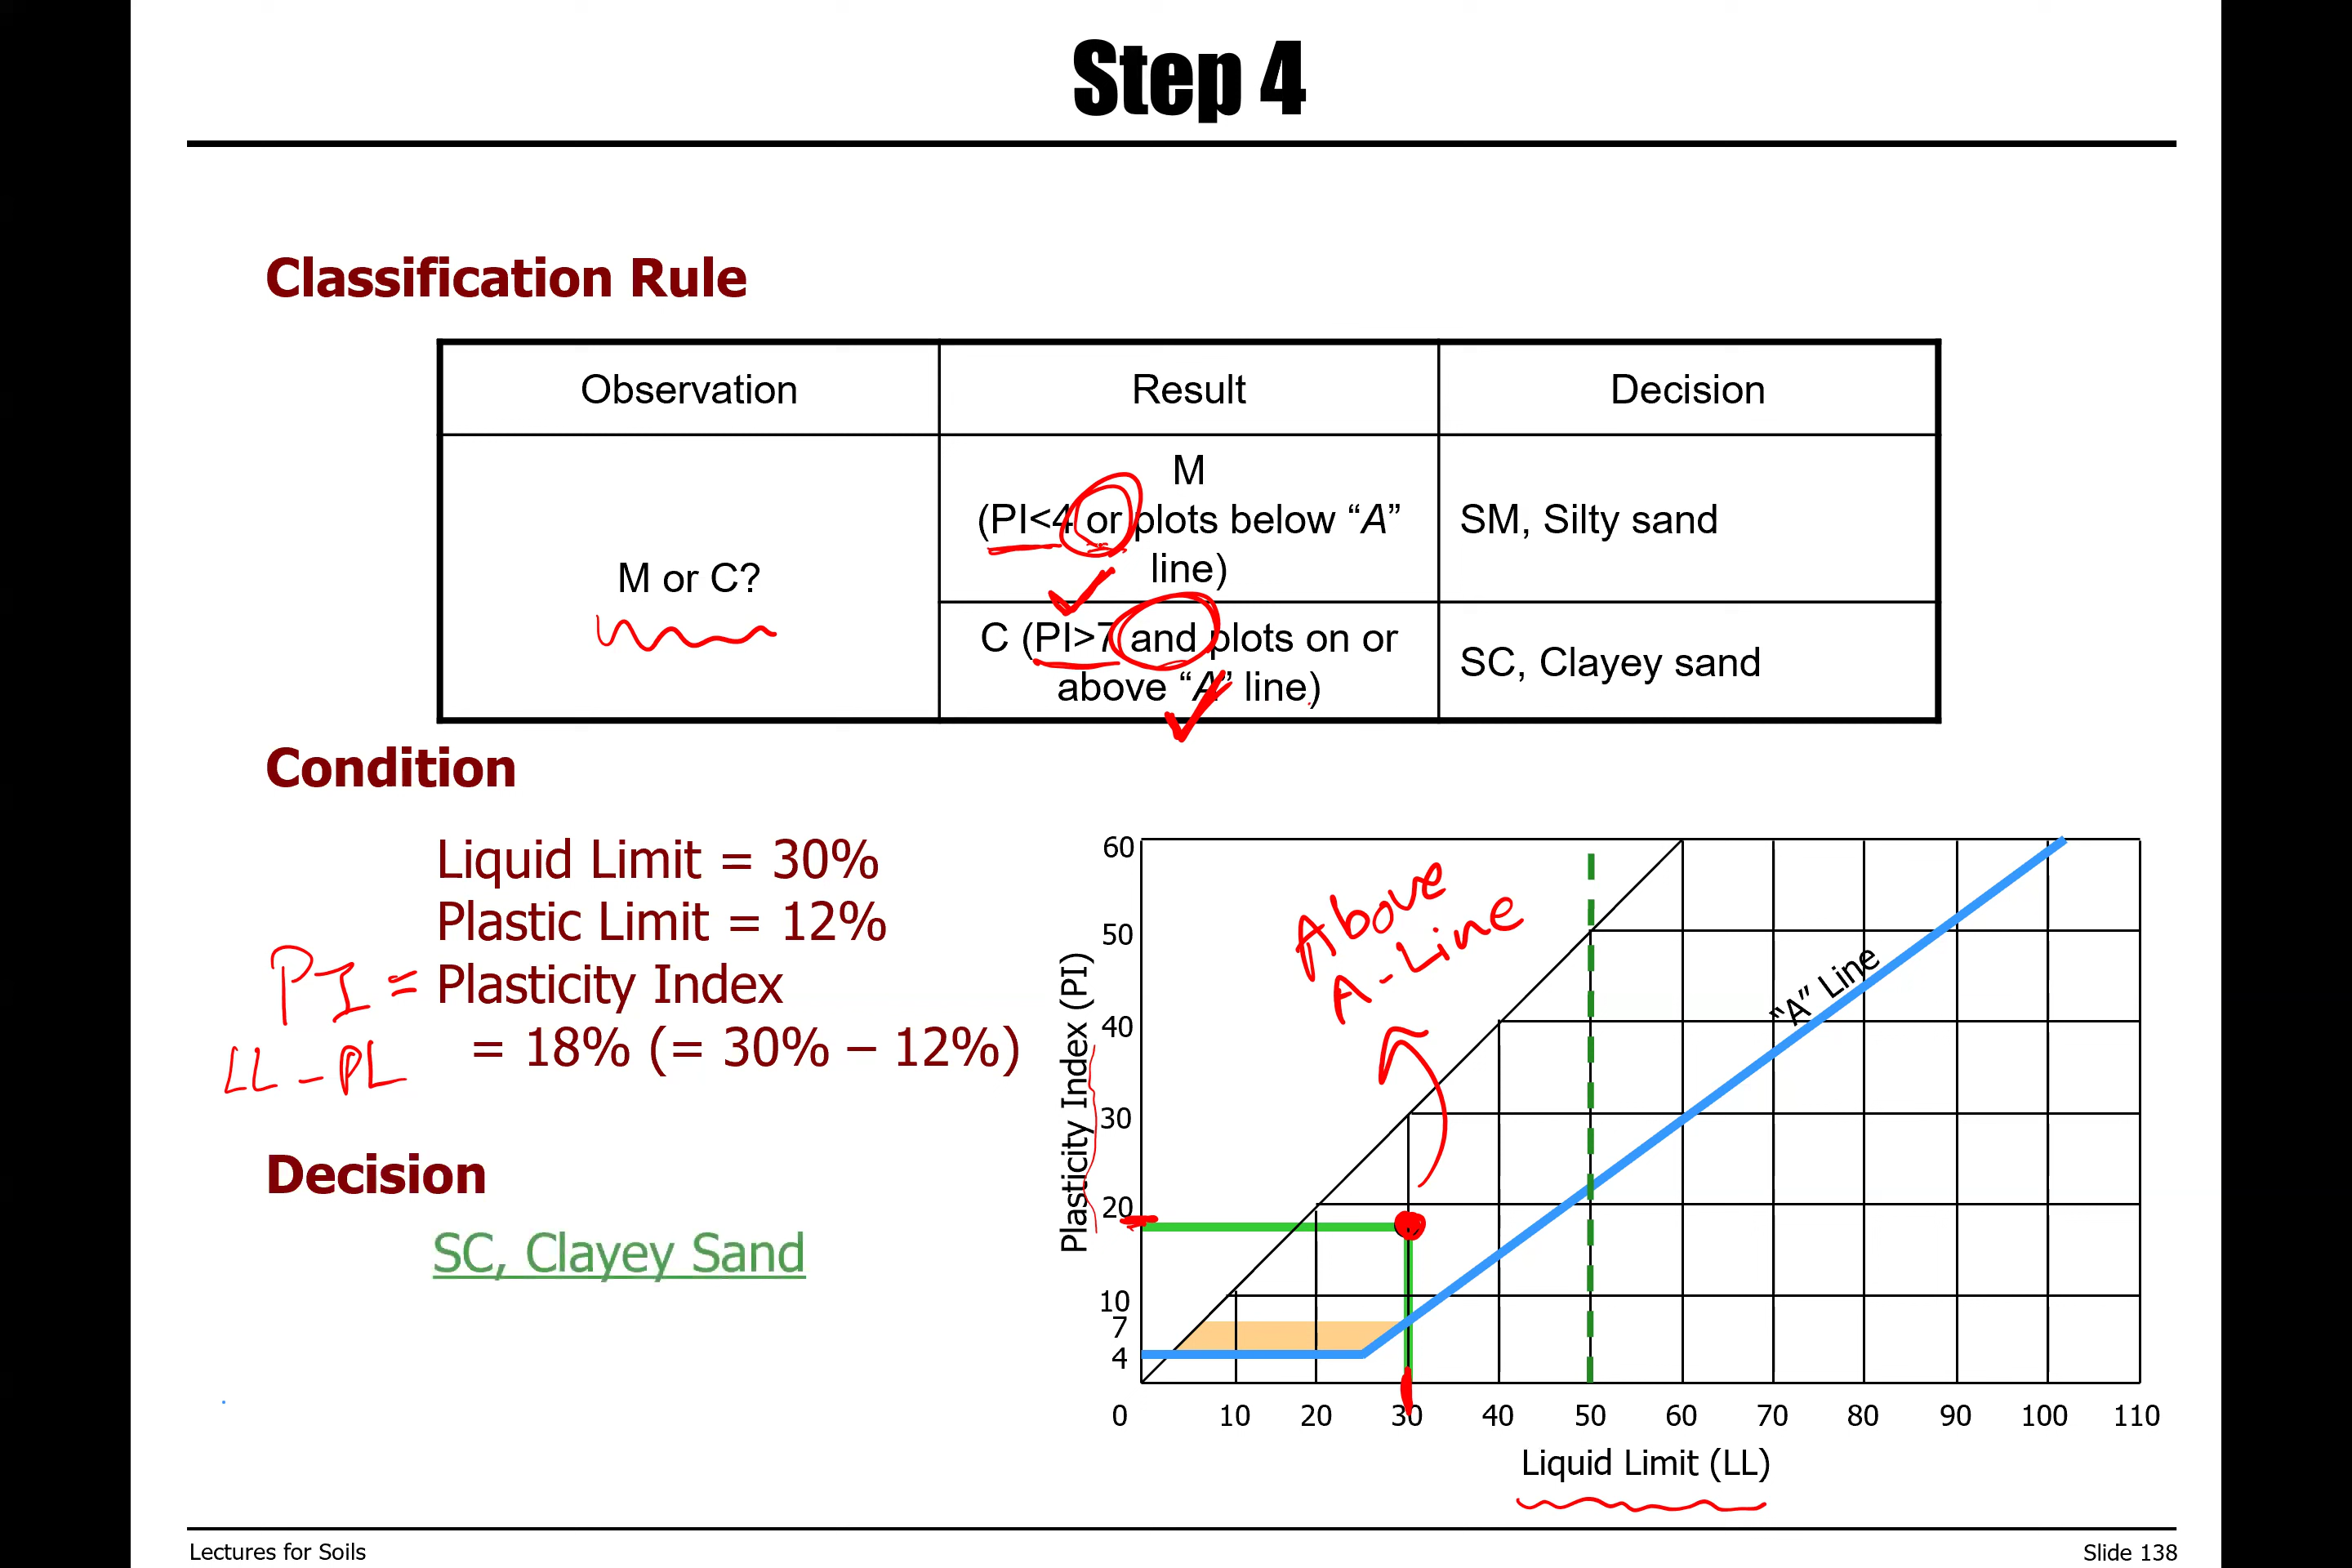 Step 4
Classification Rule
Observation
Result
Decision
M or C?
M
(PI<4 or plots below “A”
line)
SM, Silty sand
C (PI>7 and plots on or
above “A” line)
SC, Clayey sand
Condition
Liquid Limit = 30%
Plastic Limit = 12%
PI = Plasticity Index
= 18% (= 30% – 12%)
LL – PL
Decision
SC, Clayey Sand
Above
A-Line
“A” Line
Plasticity Index (PI)
60
50
40
30
20
10
7
4
0 10 20 30 40 50 60 70 80 90 100 110
Liquid Limit (LL)
Lectures for Soils
Slide 138